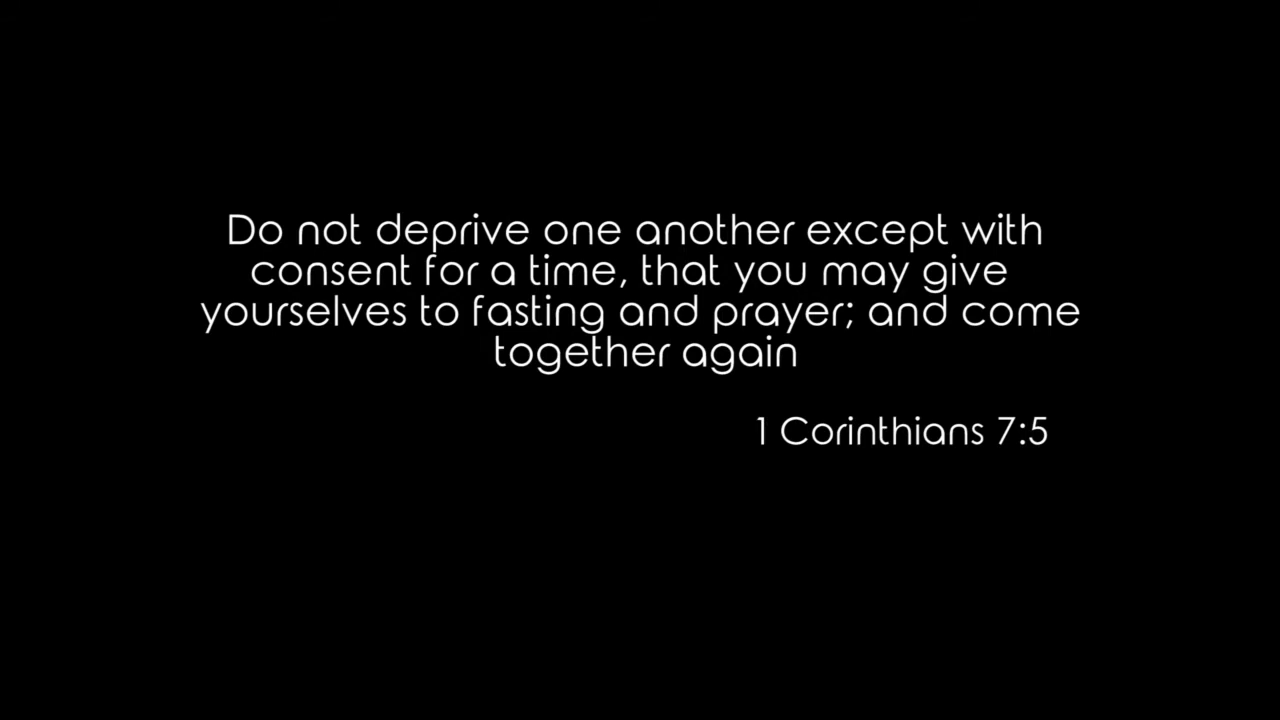 Do not deprive one another except with
consent for a time, that you may give
yourselves to fasting and prayer; and come
together again
1 Corinthians 7:5